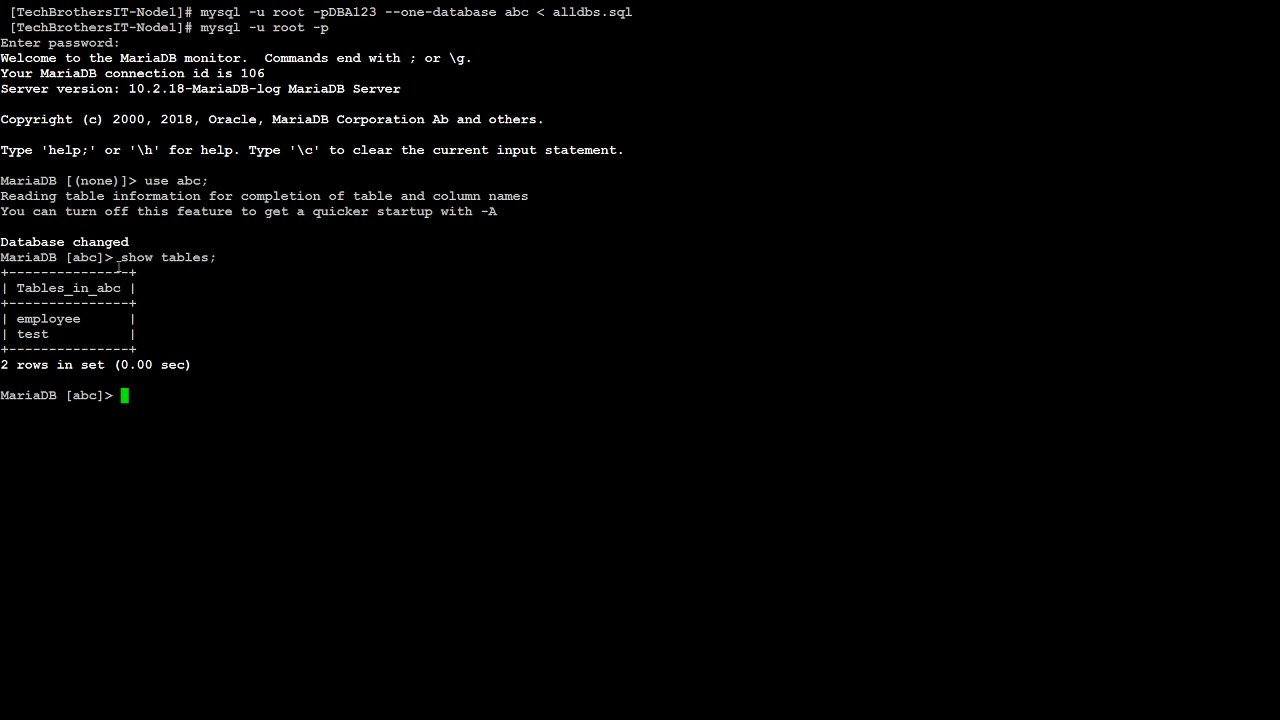 [TechBrothersIT-Node1]# mysql -u root -pDBA123 --one-database abc < alldbs.sql
[TechBrothersIT-Node1]# mysql -u root -p
Enter password:
Welcome to the MariaDB monitor.  Commands end with ; or \g.
Your MariaDB connection id is 106
Server version: 10.2.18-MariaDB-log MariaDB Server
Copyright (c) 2000, 2018, Oracle, MariaDB Corporation Ab and others.
Type 'help;' or '\h' for help. Type '\c' to clear the current input statement.
MariaDB [(none)]> use abc;
Reading table information for completion of table and column names
You can turn off this feature to get a quicker startup with -A
Database changed
MariaDB [abc]> show tables;
+---------------+
| Tables_in_abc |
+---------------+
| employee      |
| test          |
+---------------+
2 rows in set (0.00 sec)
MariaDB [abc]>